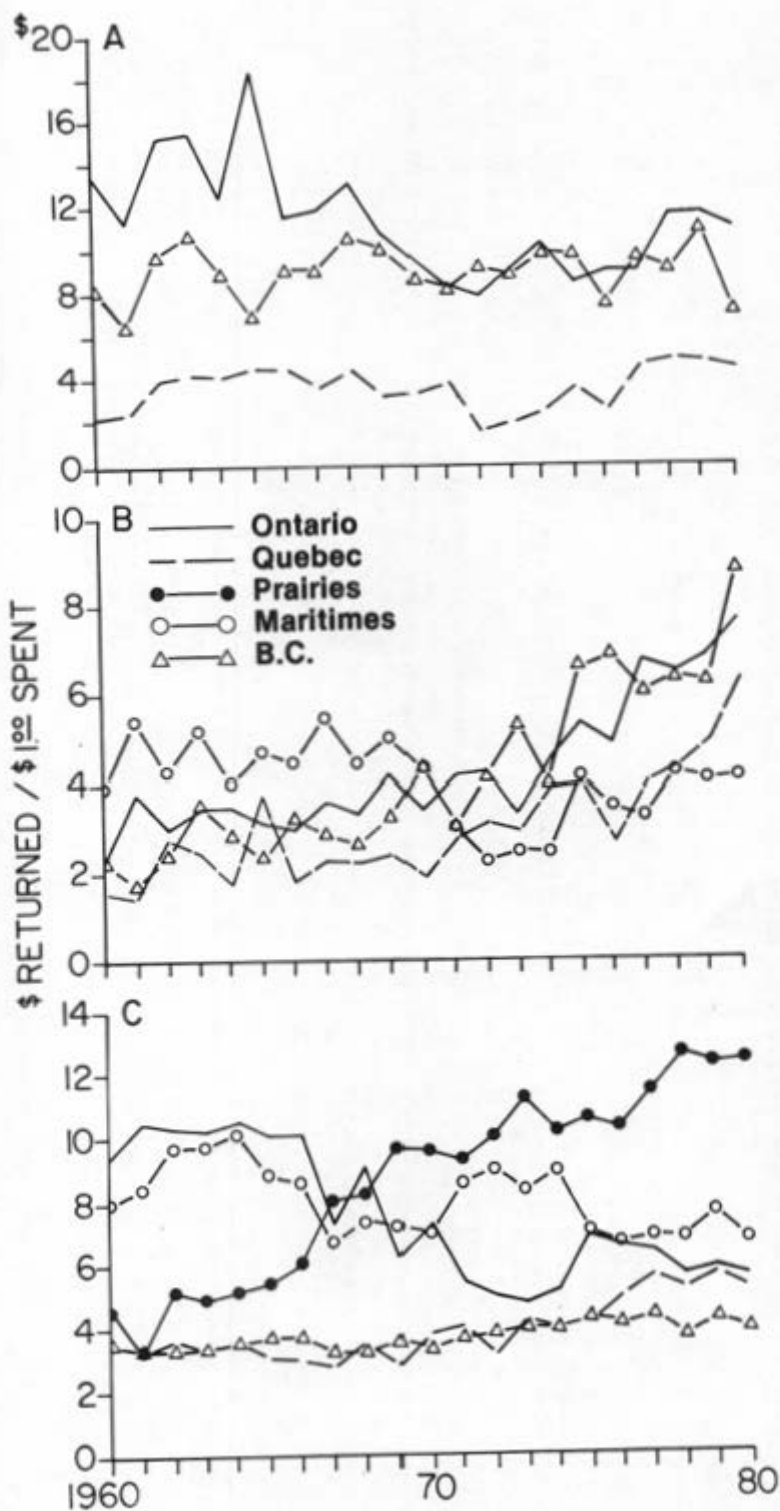 $
20
A
16
12
8
4
0
10
B
Ontario
Quebec
Prairies
Maritimes
B.C.
8
6
4
2
0
$ RETURNED / $1.00 SPENT
14
C
12
10
8
6
4
2
0
1960
70
80